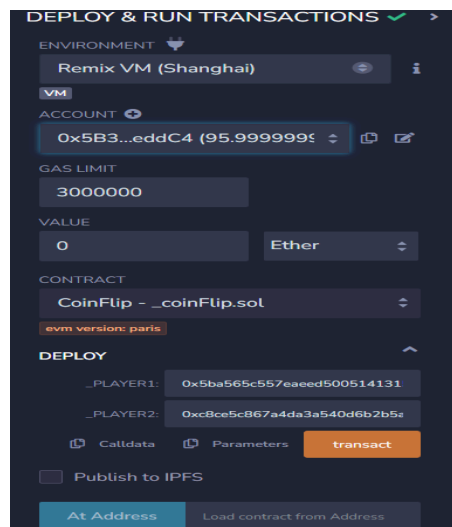 DEPLOY & RUN TRANSACTIONS
ENVIRONMENT
Remix VM (Shanghai)
VM
ACCOUNT
0x5B3...eddC4 (95.9999999
GAS LIMIT
3000000
VALUE
0 Ether
CONTRACT
CoinFlip - _coinFlip.sol
evm version: paris
DEPLOY
_PLAYER1: 0x5ba565c557eaeed500514131
_PLAYER2: 0xc8ce5c867a4da3a540d6b2b5a
Calldata Parameters transact
Publish to IPFS
At Address Load contract from Address